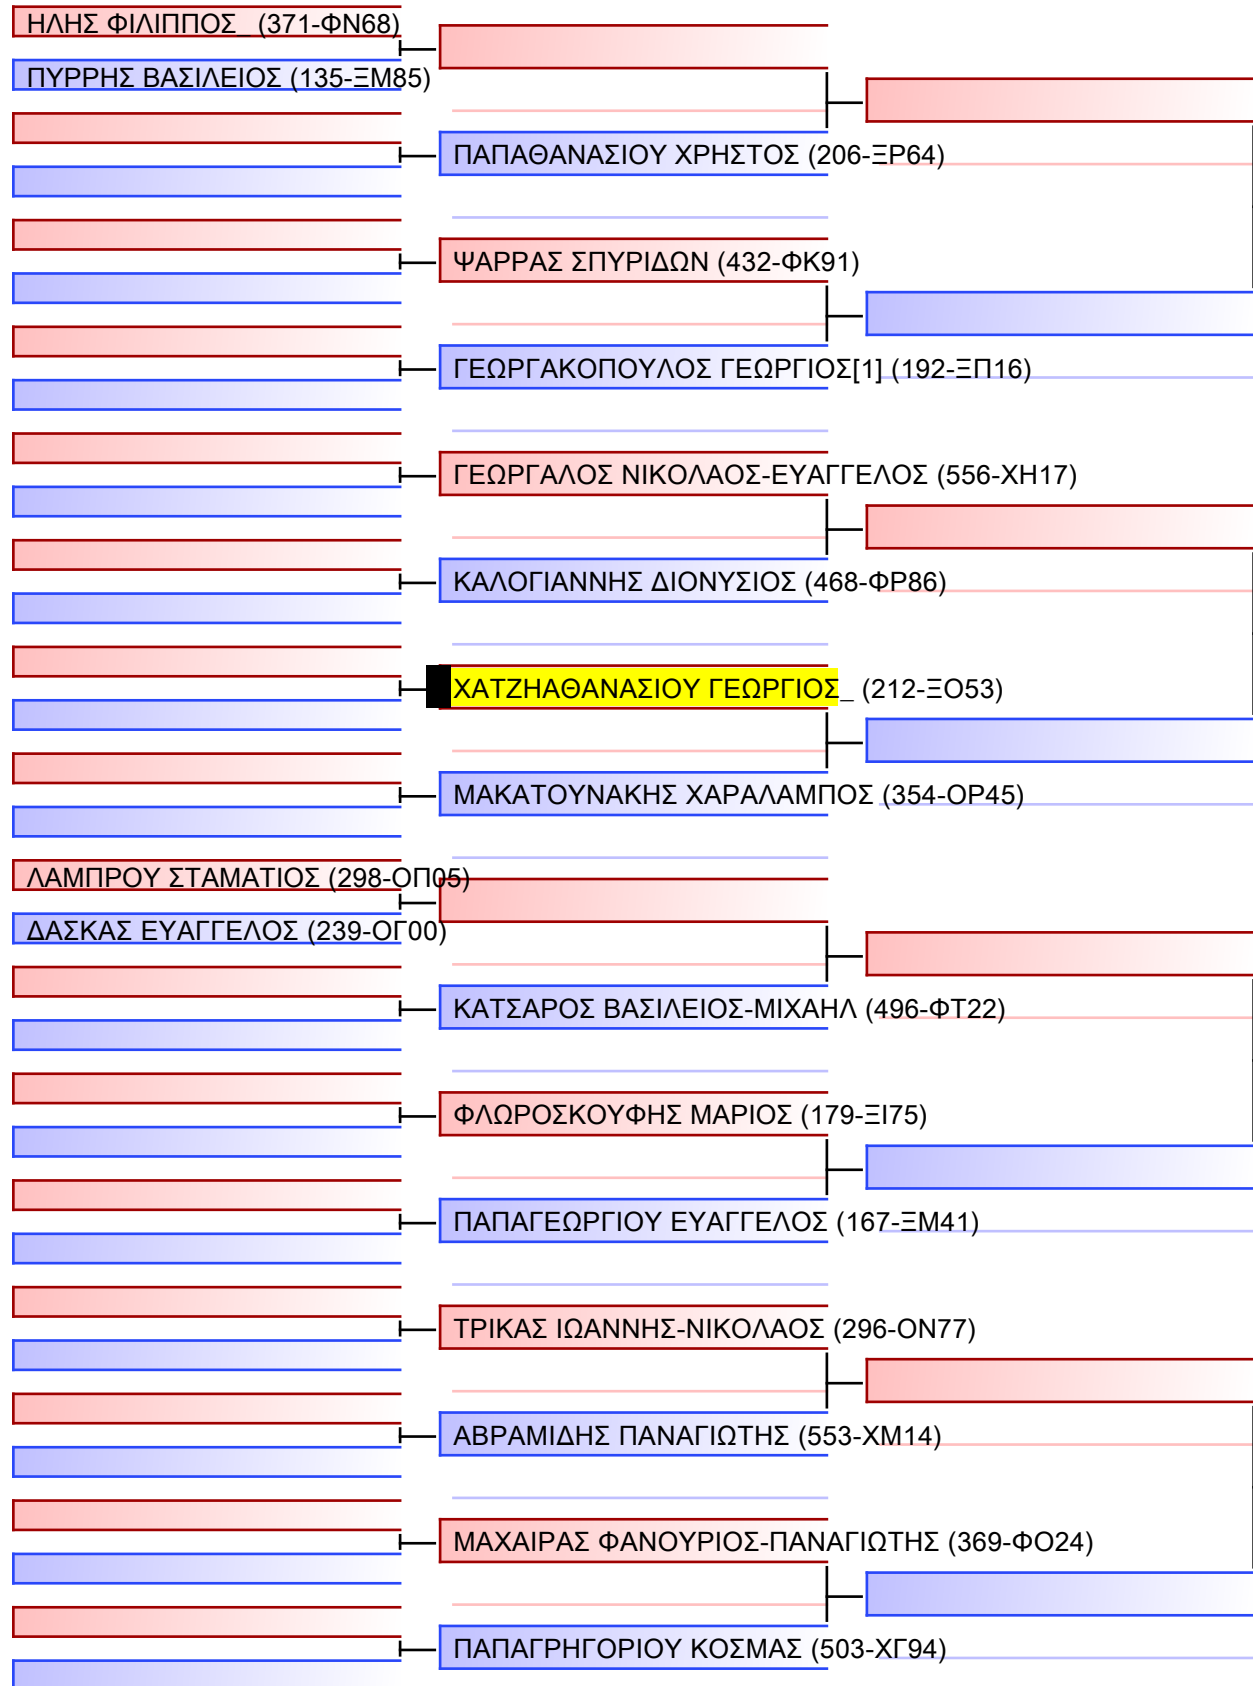 ΗΛΗΣ ΦΙΛΙΠΠΟΣ_ (371-ΦΝ68)
ΠΥΡΡΗΣ ΒΑΣΙΛΕΙΟΣ (135-ΞΜ85)
ΠΑΠΑΘΑΝΑΣΙΟΥ ΧΡΗΣΤΟΣ (206-ΞΡ64)
ΨΑΡΡΑΣ ΣΠΥΡΙΔΩΝ (432-ΦΚ91)
ΓΕΩΡΓΑΚΟΠΟΥΛΟΣ ΓΕΩΡΓΙΟΣ[1] (192-ΞΠ16)
ΓΕΩΡΓΑΛΟΣ ΝΙΚΟΛΑΟΣ-ΕΥΑΓΓΕΛΟΣ (556-ΧΗ17)
ΚΑΛΟΓΙΑΝΝΗΣ ΔΙΟΝΥΣΙΟΣ (468-ΦΡ86)
ΧΑΤΖΗΑΘΑΝΑΣΙΟΥ ΓΕΩΡΓΙΟΣ_ (212-ΞΟ53)
ΜΑΚΑΤΟΥΝΑΚΗΣ ΧΑΡΑΛΑΜΠΟΣ (354-ΟΡ45)
ΛΑΜΠΡΟΥ ΣΤΑΜΑΤΙΟΣ (298-ΟΠ05)
ΔΑΣΚΑΣ ΕΥΑΓΓΕΛΟΣ (239-ΟΓ00)
ΚΑΤΣΑΡΟΣ ΒΑΣΙΛΕΙΟΣ-ΜΙΧΑΗΛ (496-ΦΤ22)
ΦΛΩΡΟΣΚΟΥΦΗΣ ΜΑΡΙΟΣ (179-ΞΙ75)
ΠΑΠΑΓΕΩΡΓΙΟΥ ΕΥΑΓΓΕΛΟΣ (167-ΞΜ41)
ΤΡΙΚΑΣ ΙΩΑΝΝΗΣ-ΝΙΚΟΛΑΟΣ (296-ΟΝ77)
ΑΒΡΑΜΙΔΗΣ ΠΑΝΑΓΙΩΤΗΣ (553-ΧΜ14)
ΜΑΧΑΙΡΑΣ ΦΑΝΟΥΡΙΟΣ-ΠΑΝΑΓΙΩΤΗΣ (369-ΦΟ24)
ΠΑΠΑΓΡΗΓΟΡΙΟΥ ΚΟΣΜΑΣ (503-ΧΓ94)